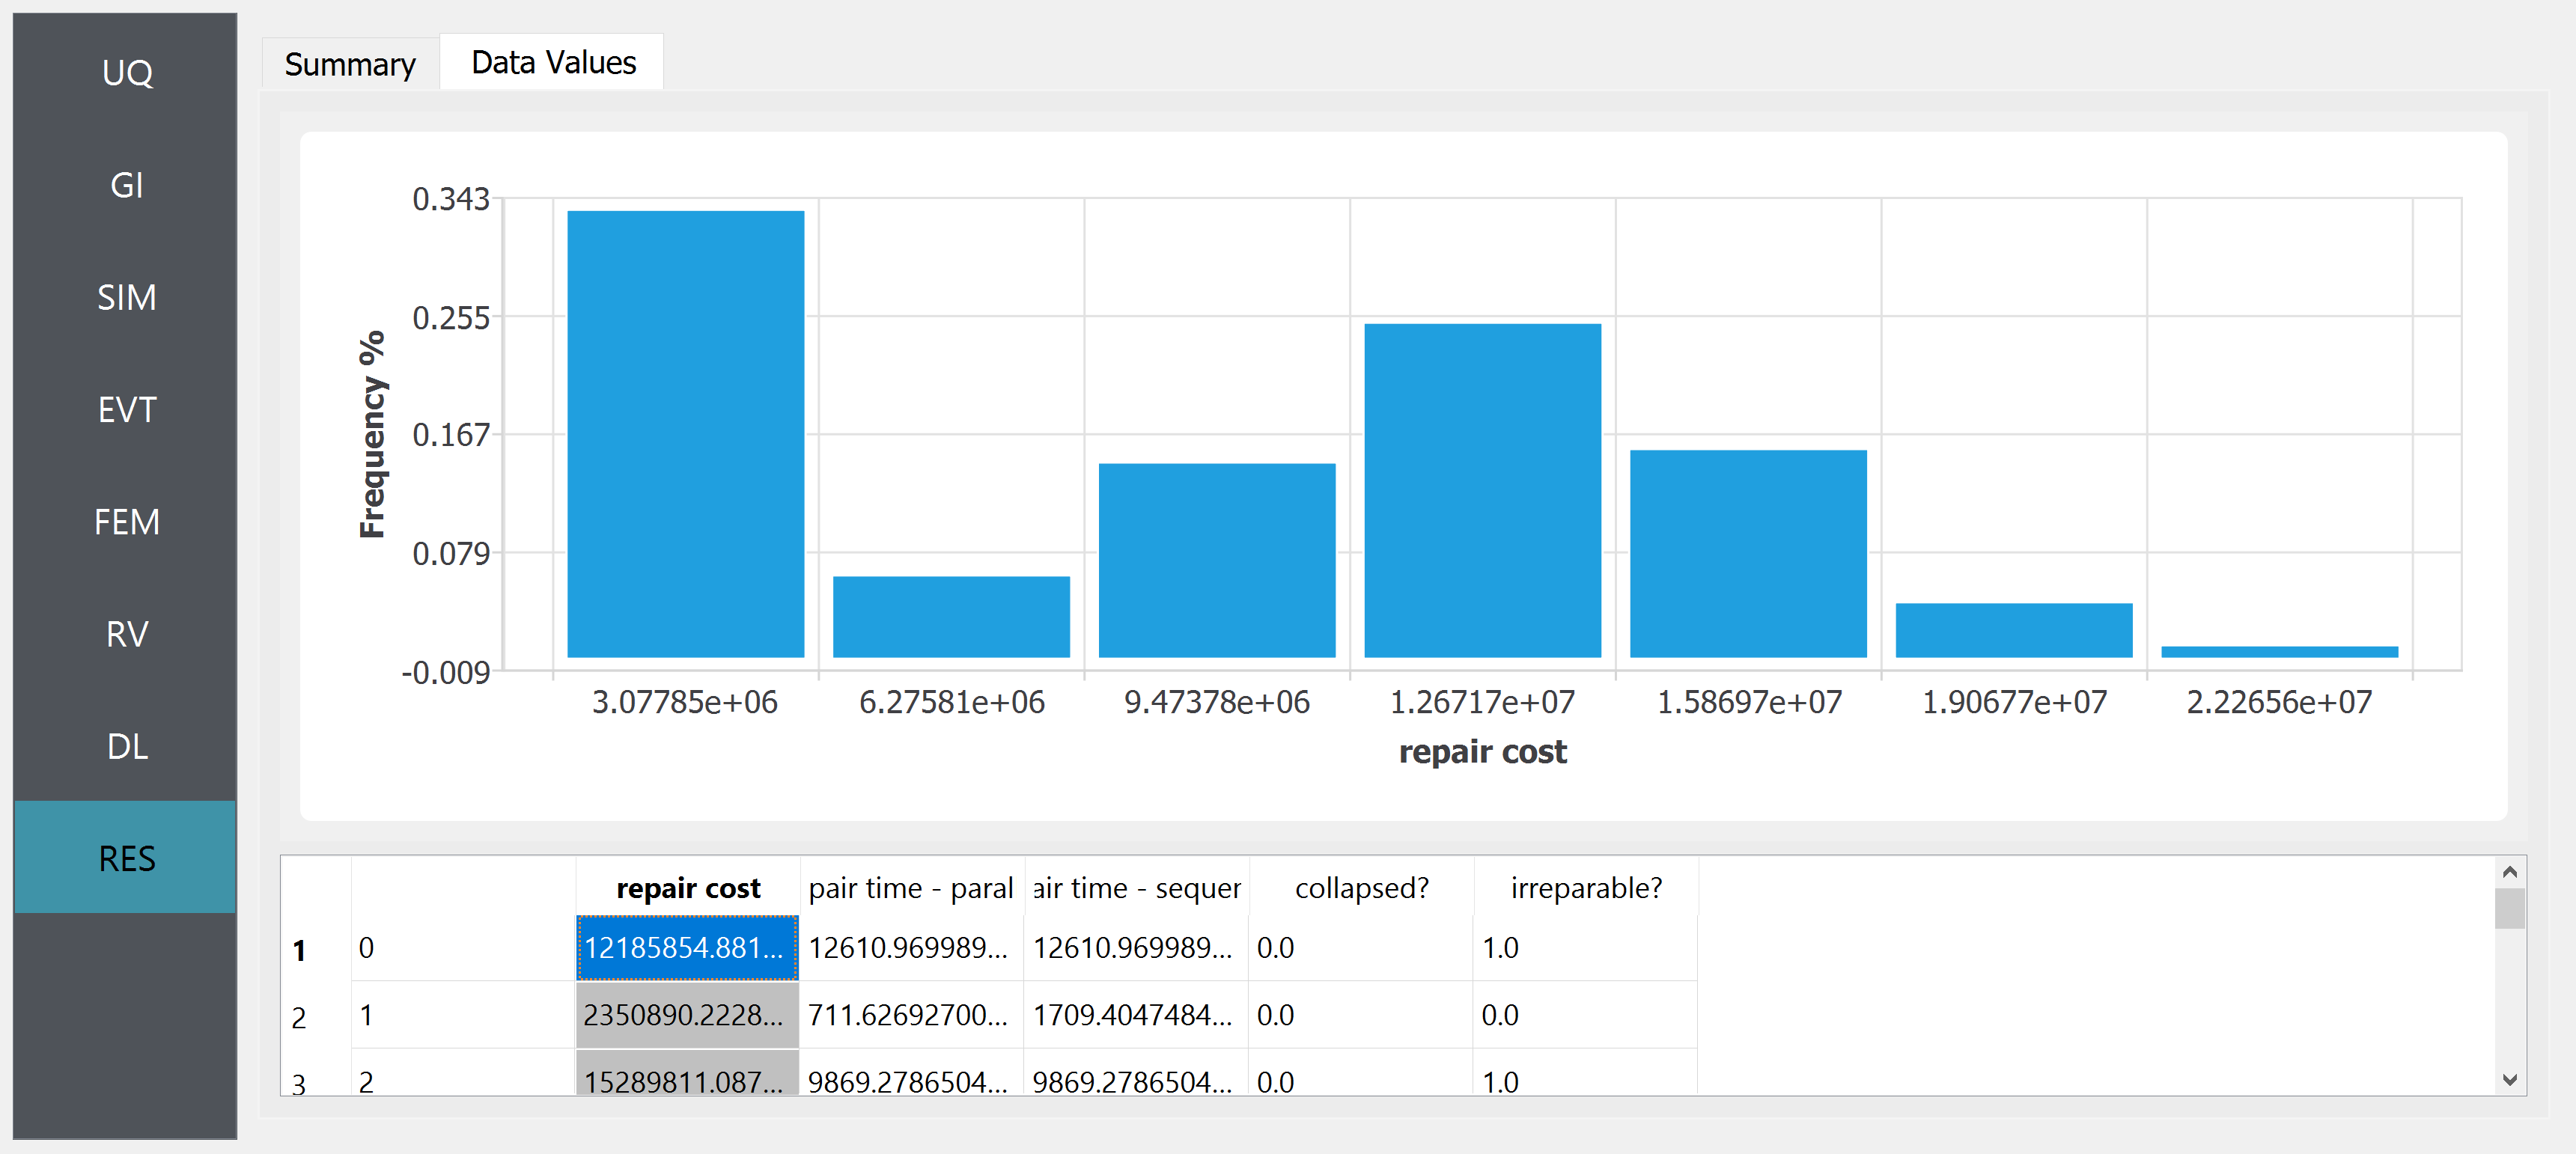 UQ
GI
SIM
EVT
FEM
RV
DL
RES
Summary Data Values
0.343
0.255
0.167
0.079
-0.009
Frequency %
3.07785e+06 6.27581e+06 9.47378e+06 1.26717e+07 1.58697e+07 1.90677e+07 2.22656e+07
repair cost
repair cost pair time - paral air time - sequer collapsed? irreparable?
1 0 12185854.881... 12610.969989... 12610.969989... 0.0 1.0
2 1 2350890.2228... 711.62692700... 1709.4047484... 0.0 0.0
3 2 15289811.087... 9869.2786504... 9869.2786504... 0.0 1.0